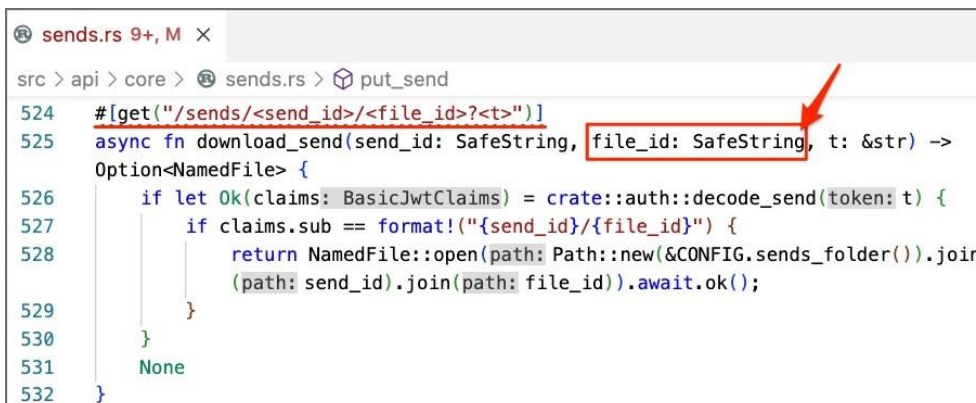 sends.rs 9+, M ×
src > api > core > sends.rs > put_send
524 #[get("/sends/<send_id>/<file_id>?<t>")]
525 async fn download_send(send_id: SafeString, file_id: SafeString, t: &str) ->
Option<NamedFile> {
526 if let Ok(claims: BasicJwtClaims) = crate::auth::decode_send(token: t) {
527 if claims.sub == format!("{send_id}/{file_id}") {
528 return NamedFile::open(path: Path::new(&CONFIG.sends_folder()).join
(path: send_id).join(path: file_id)).await.ok();
529 }
530 }
531 None
532 }